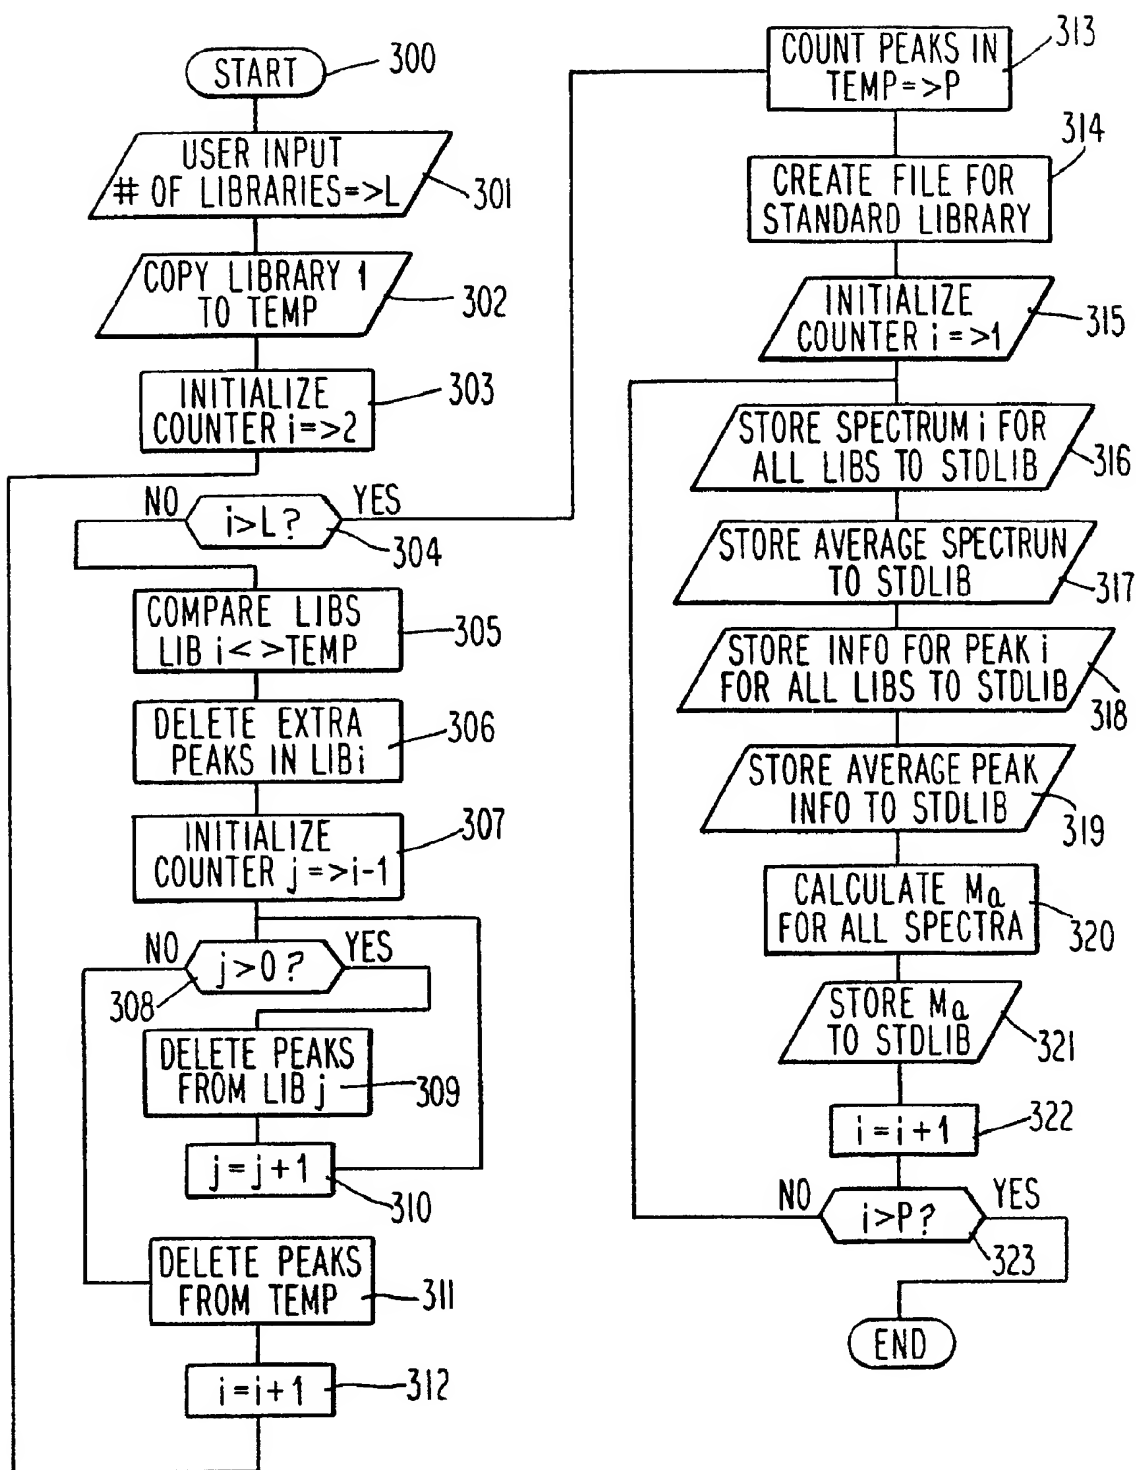 START
300
USER INPUT
# OF LIBRARIES=>L
301
COPY LIBRARY 1
TO TEMP
302
INITIALIZE
COUNTER i=>2
303
NO
i>L?
YES
304
COMPARE LIBS
LIB i<>TEMP
305
DELETE EXTRA
PEAKS IN LIB i
306
INITIALIZE
COUNTER j=>i-1
307
NO
j>0?
YES
308
DELETE PEAKS
FROM LIB j
309
j=j+1
310
DELETE PEAKS
FROM TEMP
311
i=i+1
312
COUNT PEAKS IN
TEMP=>P
313
CREATE FILE FOR
STANDARD LIBRARY
314
INITIALIZE
COUNTER i=>1
315
STORE SPECTRUM i FOR
ALL LIBS TO STDLIB
316
STORE AVERAGE SPECTRUN
TO STDLIB
317
STORE INFO FOR PEAK i
FOR ALL LIBS TO STDLIB
318
STORE AVERAGE PEAK
INFO TO STDLIB
319
CALCULATE Ma
FOR ALL SPECTRA
320
STORE Ma
TO STDLIB
321
i=i+1
322
NO
i>P?
YES
323
END